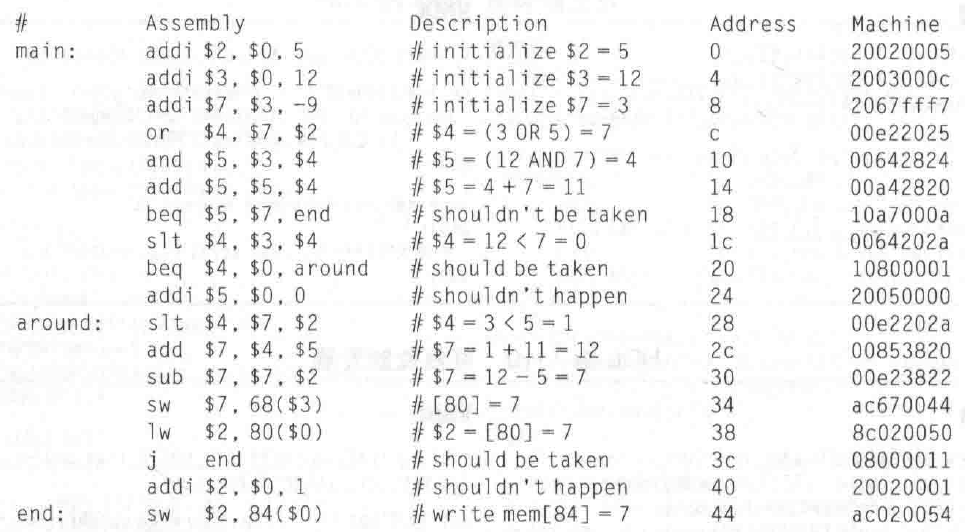 # Assembly Description Address Machine
main: addi $2, $0, 5 # initialize $2 = 5 0 20020005
addi $3, $0, 12 # initialize $3 = 12 4 2003000c
addi $7, $3, -9 # initialize $7 = 3 8 2067fff7
or $4, $7, $2 # $4 = (3 OR 5) = 7 c 00e22025
and $5, $3, $4 # $5 = (12 AND 7) = 4 10 00642824
add $5, $5, $4 # $5 = 4 + 7 = 11 14 00a42820
beq $5, $7, end # shouldn't be taken 18 10a7000a
slt $4, $3, $4 # $4 = 12 < 7 = 0 1c 0064202a
beq $4, $0, around # should be taken 20 10800001
addi $5, $0, 0 # shouldn't happen 24 20050000
around: slt $4, $7, $2 # $4 = 3 < 5 = 1 28 00e2202a
add $7, $4, $5 # $7 = 1 + 11 = 12 2c 00853820
sub $7, $7, $2 # $7 = 12 - 5 = 7 30 00e23822
sw $7, 68($3) # [80] = 7 34 ac670044
lw $2, 80($0) # $2 = [80] = 7 38 8c020050
j end # should be taken 3c 08000011
addi $2, $0, 1 # shouldn't happen 40 20020001
end: sw $2, 84($0) # write mem[84] = 7 44 ac020054